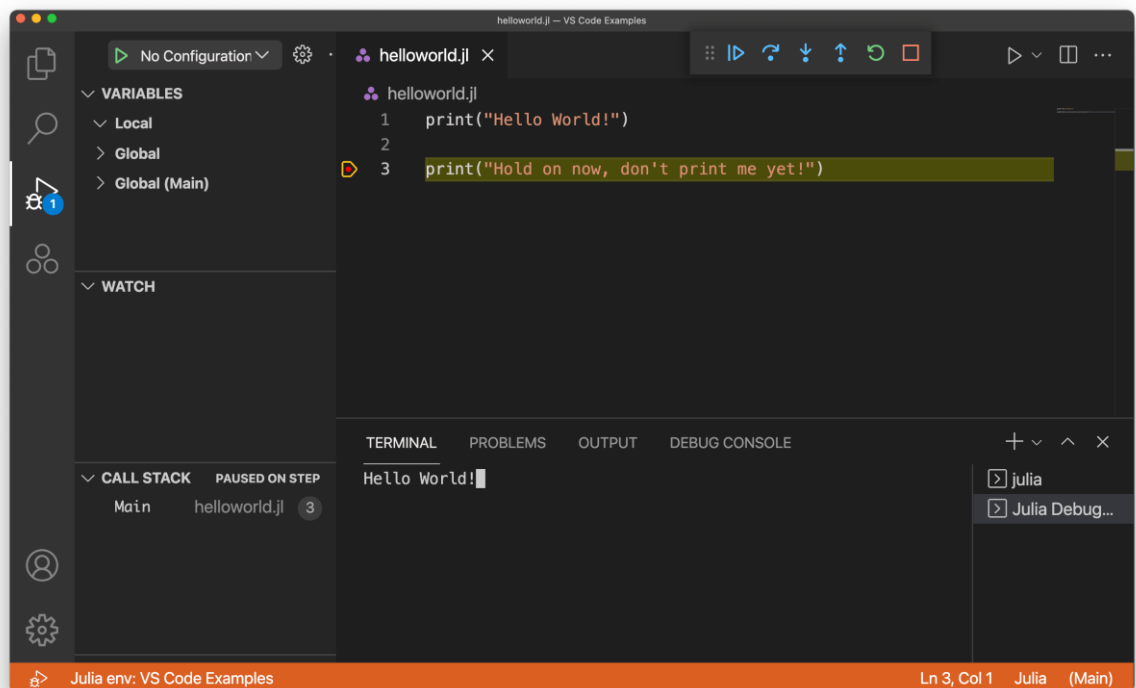 helloworld.jl — VS Code Examples
No Configuration
helloworld.jl
VARIABLES
Local
Global
Global (Main)
WATCH
CALL STACK PAUSED ON STEP
Main helloworld.jl 3
1
helloworld.jl
1 print("Hello World!")
2
3 print("Hold on now, don't print me yet!")
TERMINAL PROBLEMS OUTPUT DEBUG CONSOLE
Hello World!
julia
Julia Debug...
Julia env: VS Code Examples
Ln 3, Col 1 Julia (Main)